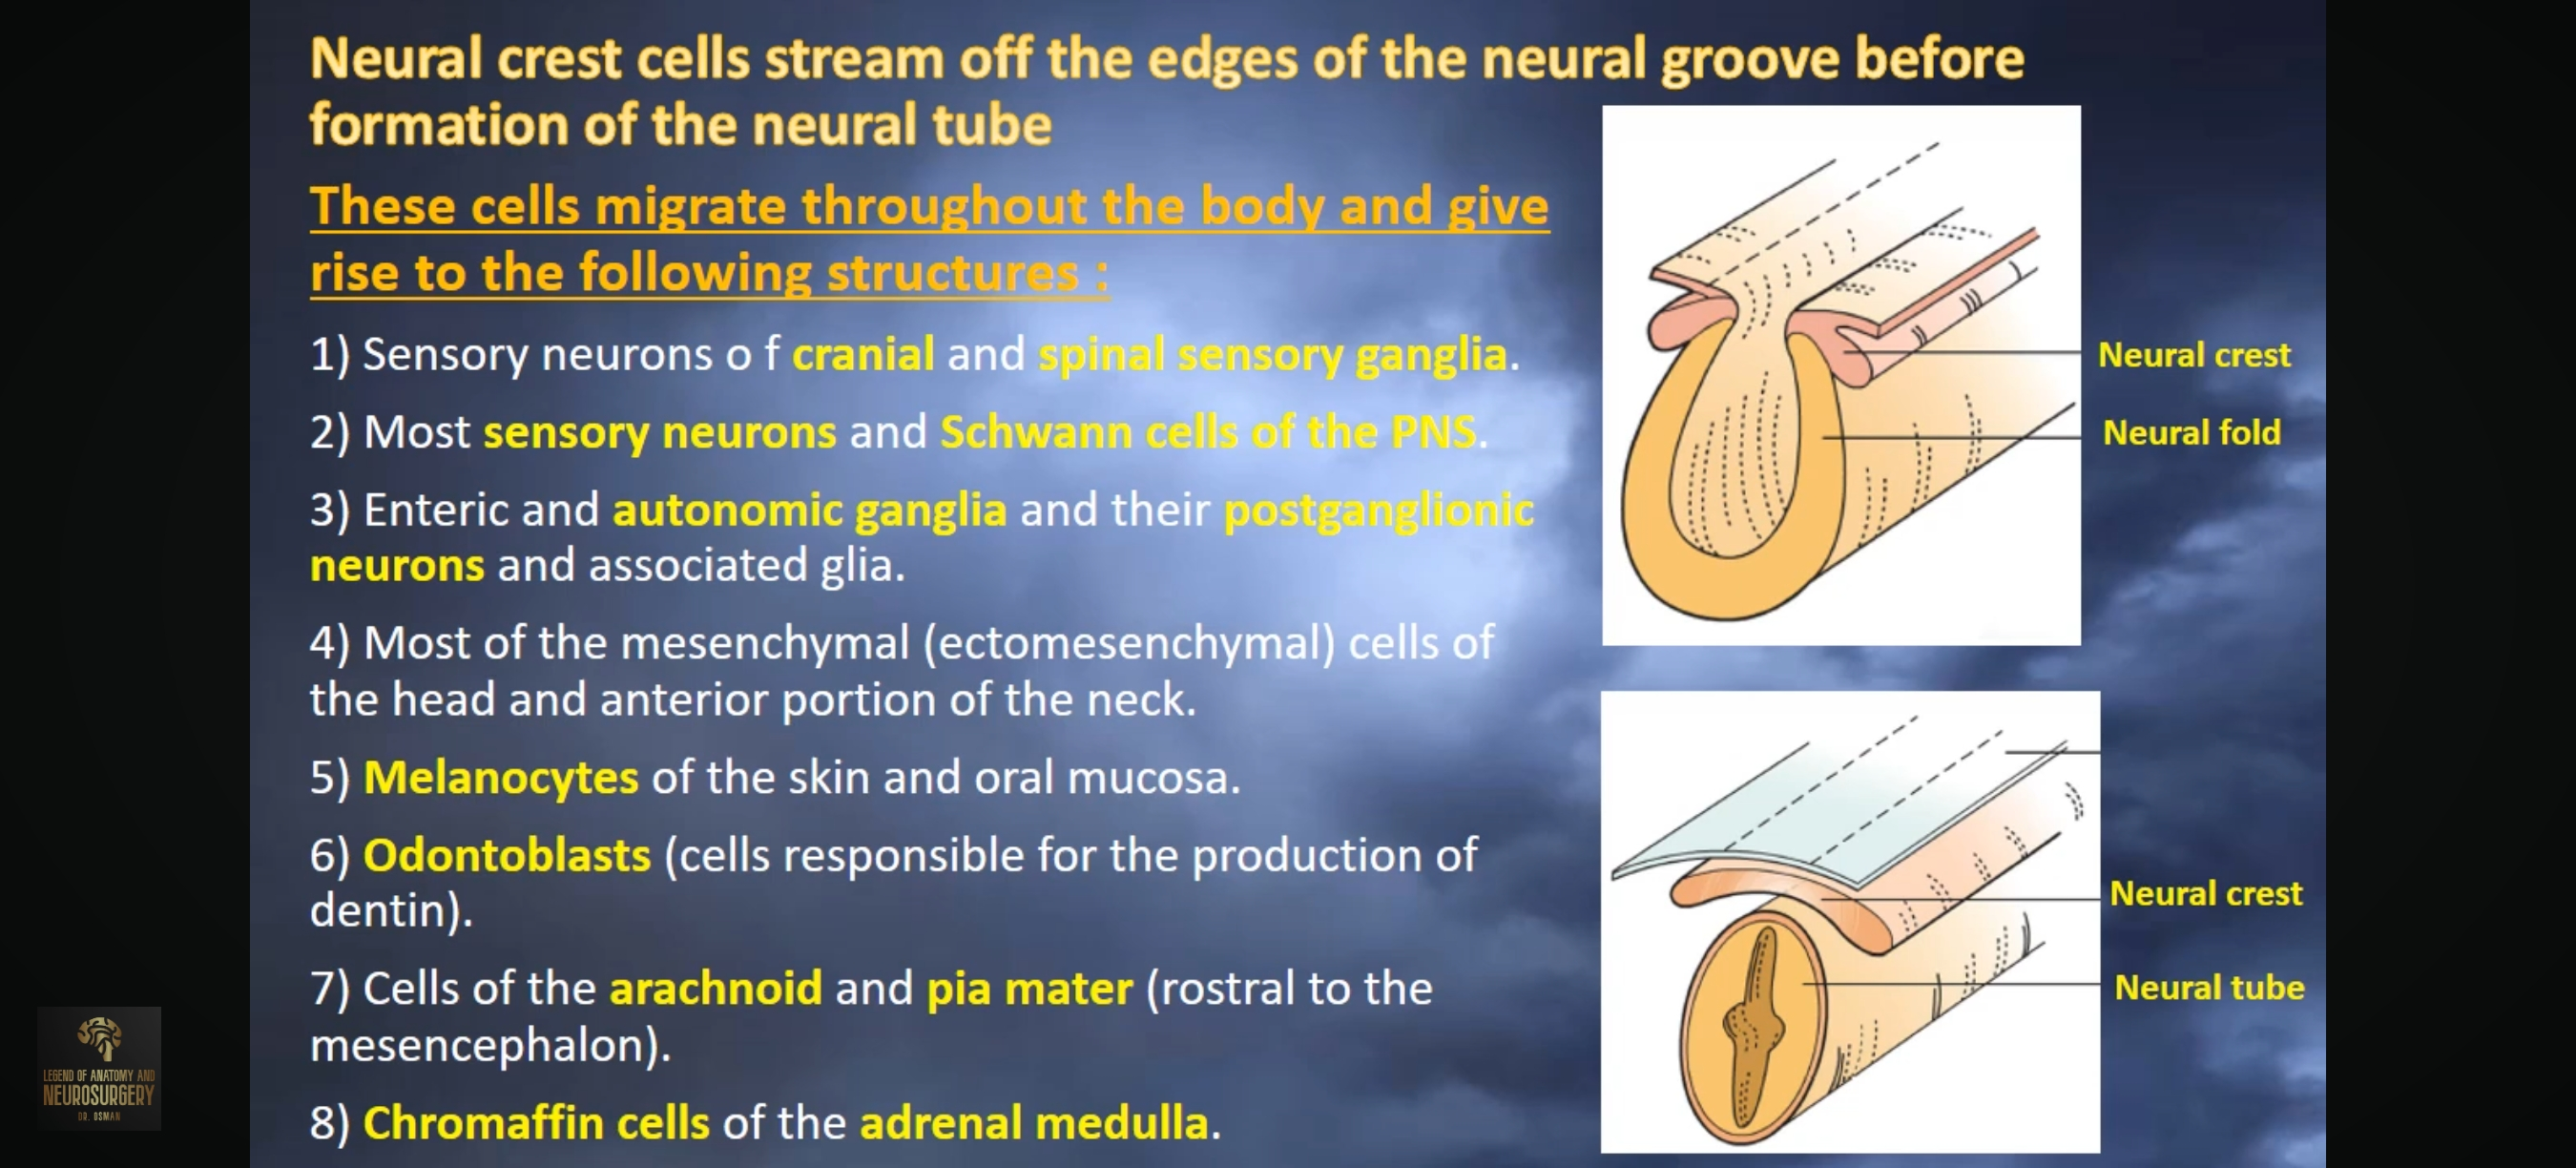 Neural crest cells stream off the edges of the neural groove before
formation of the neural tube
These cells migrate throughout the body and give
rise to the following structures :
1) Sensory neurons o f cranial and spinal sensory ganglia.
2) Most sensory neurons and Schwann cells of the PNS.
3) Enteric and autonomic ganglia and their postganglionic
neurons and associated glia.
4) Most of the mesenchymal (ectomesenchymal) cells of
the head and anterior portion of the neck.
5) Melanocytes of the skin and oral mucosa.
6) Odontoblasts (cells responsible for the production of
dentin).
7) Cells of the arachnoid and pia mater (rostral to the
mesencephalon).
8) Chromaffin cells of the adrenal medulla.
Neural crest
Neural fold
Neural crest
Neural tube
LEGEND OF ANATOMY AND
NEUROSURGERY
DR. OSMAN